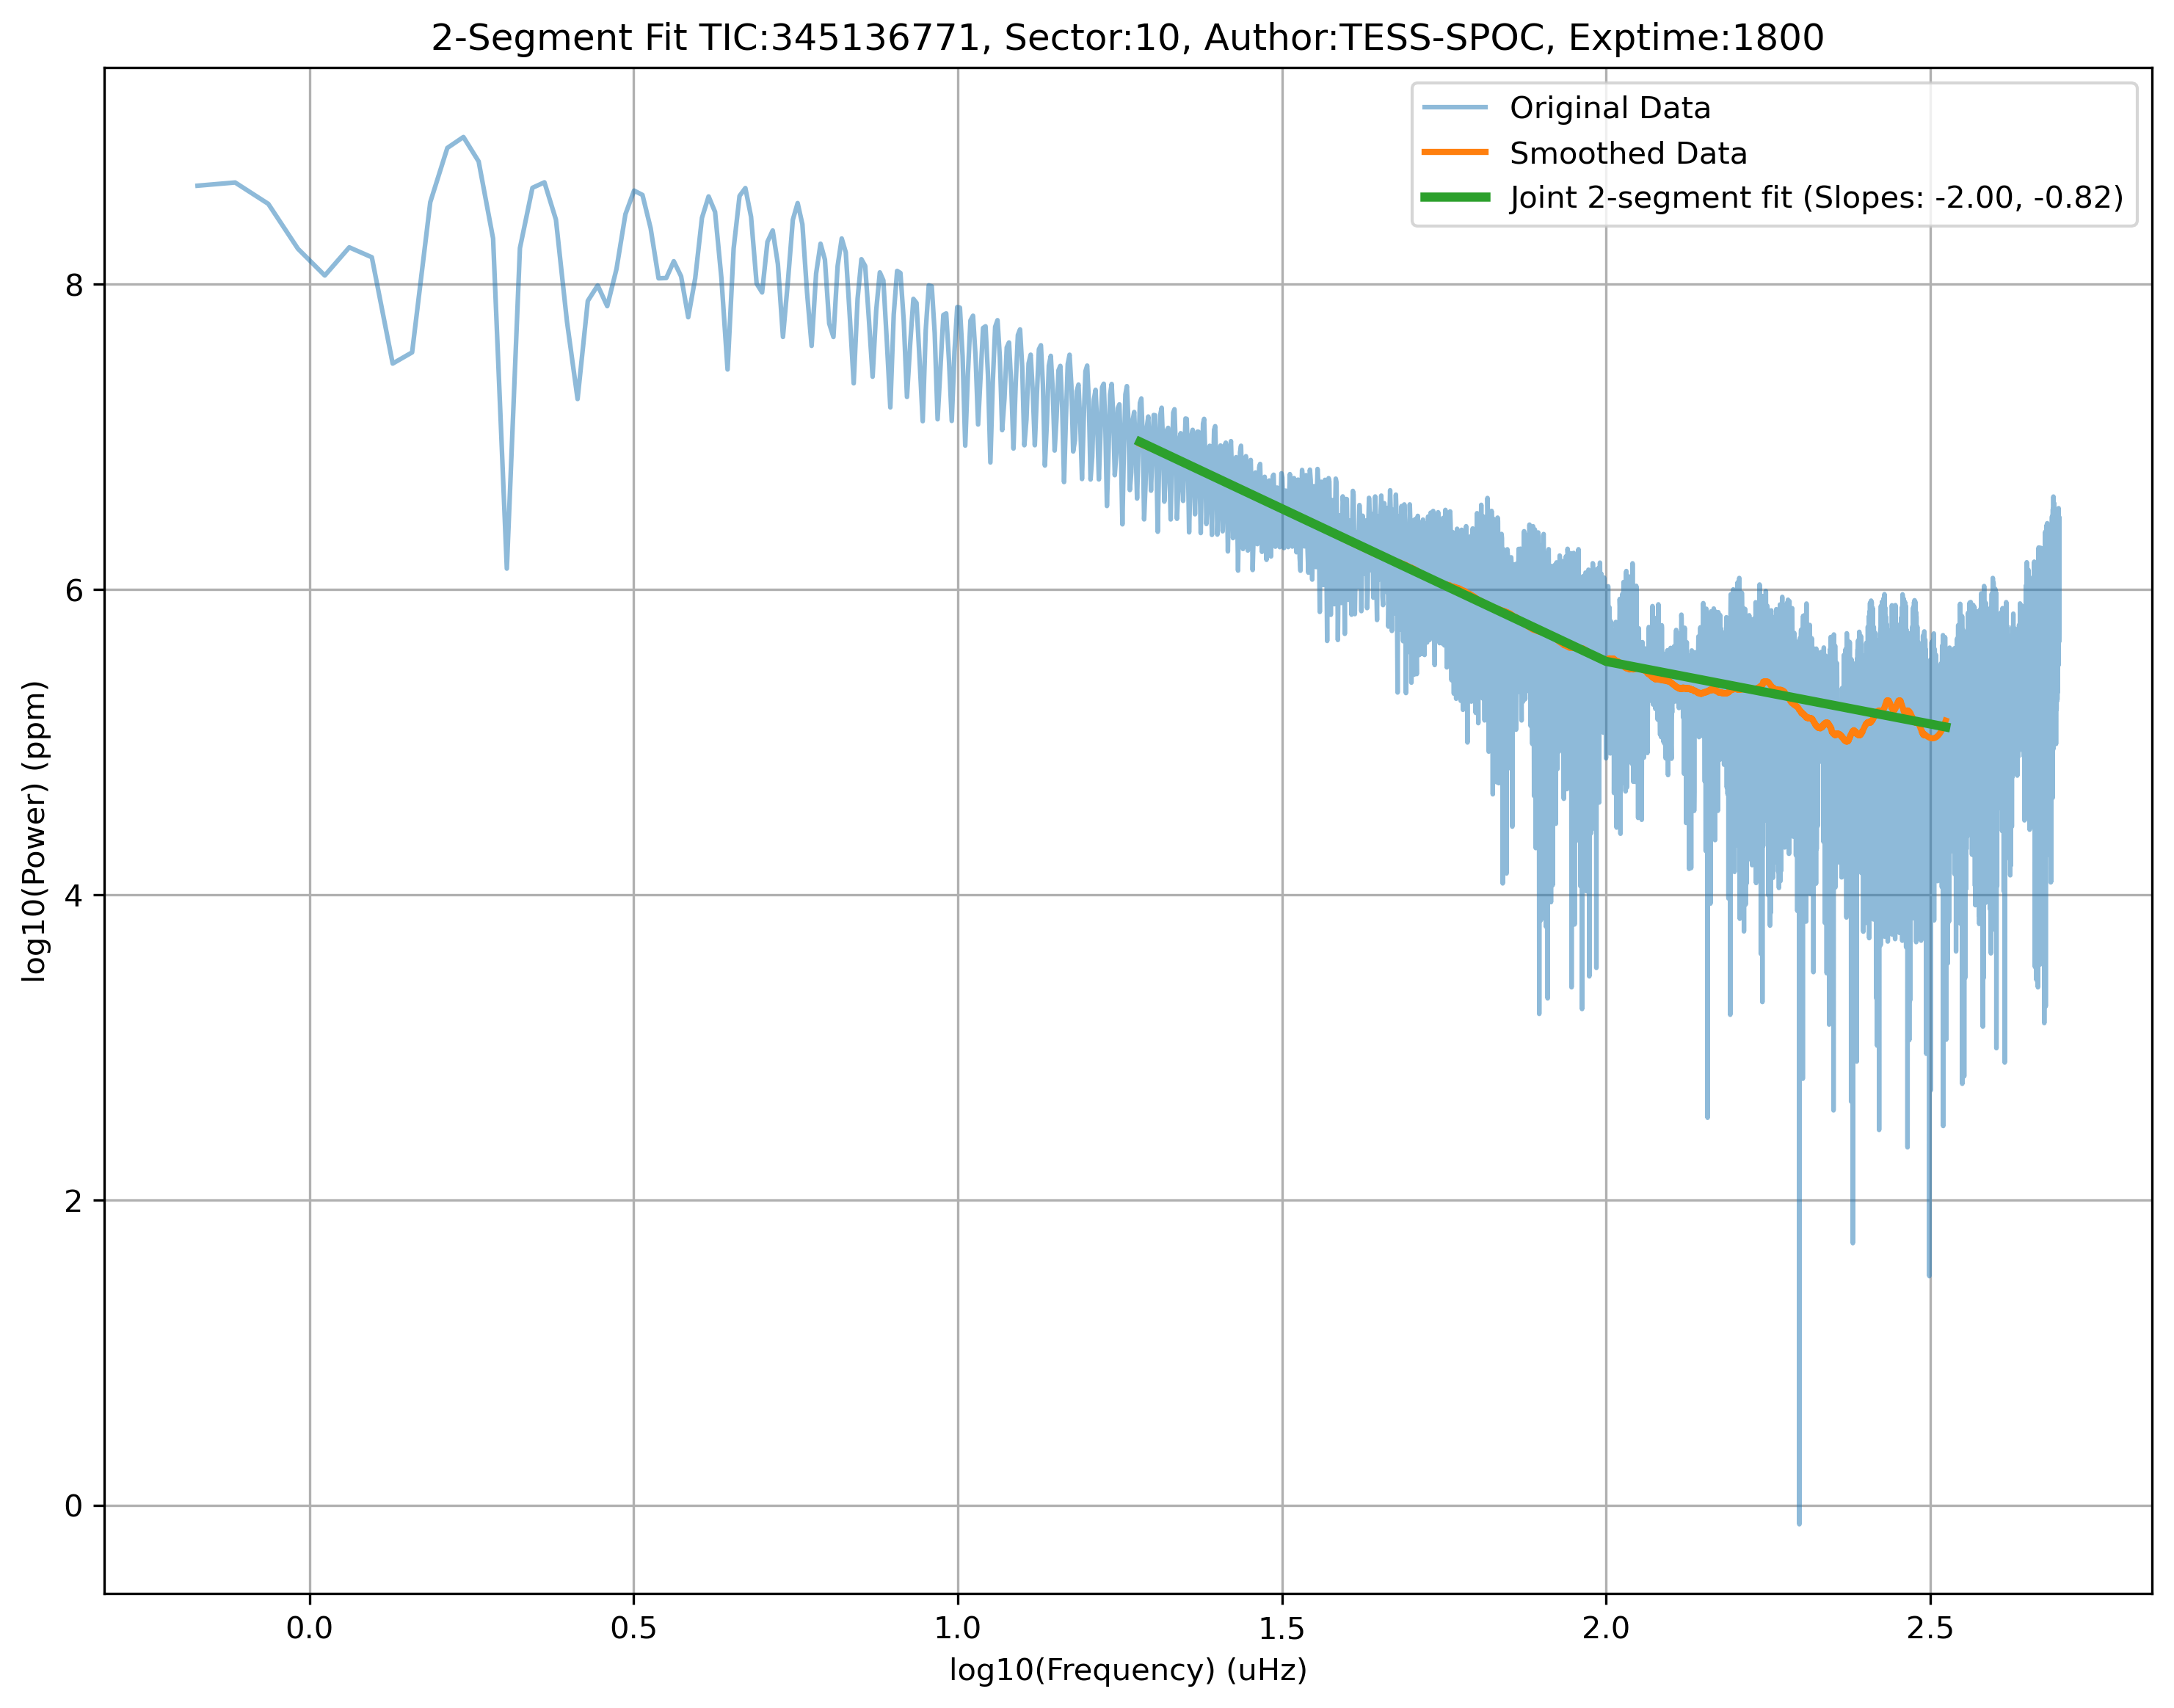 2-Segment Fit TIC:345136771, Sector:10, Author:TESS-SPOC, Exptime:1800
Original Data
Smoothed Data
Joint 2-segment fit (Slopes: -2.00, -0.82)
log10(Power) (ppm)
8
6
4
2
0
0.0 0.5 1.0 1.5 2.0 2.5
log10(Frequency) (uHz)